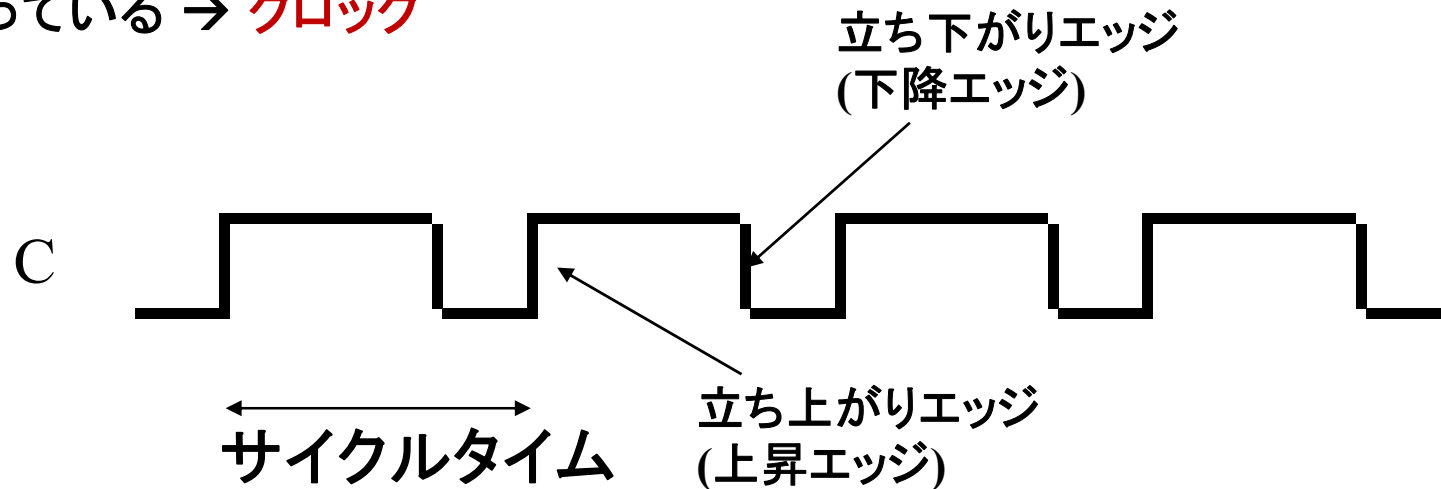 っている → クロック
立ち下がりエッジ
(下降エッジ)
C
サイクルタイム
立ち上がりエッジ
(上昇エッジ)